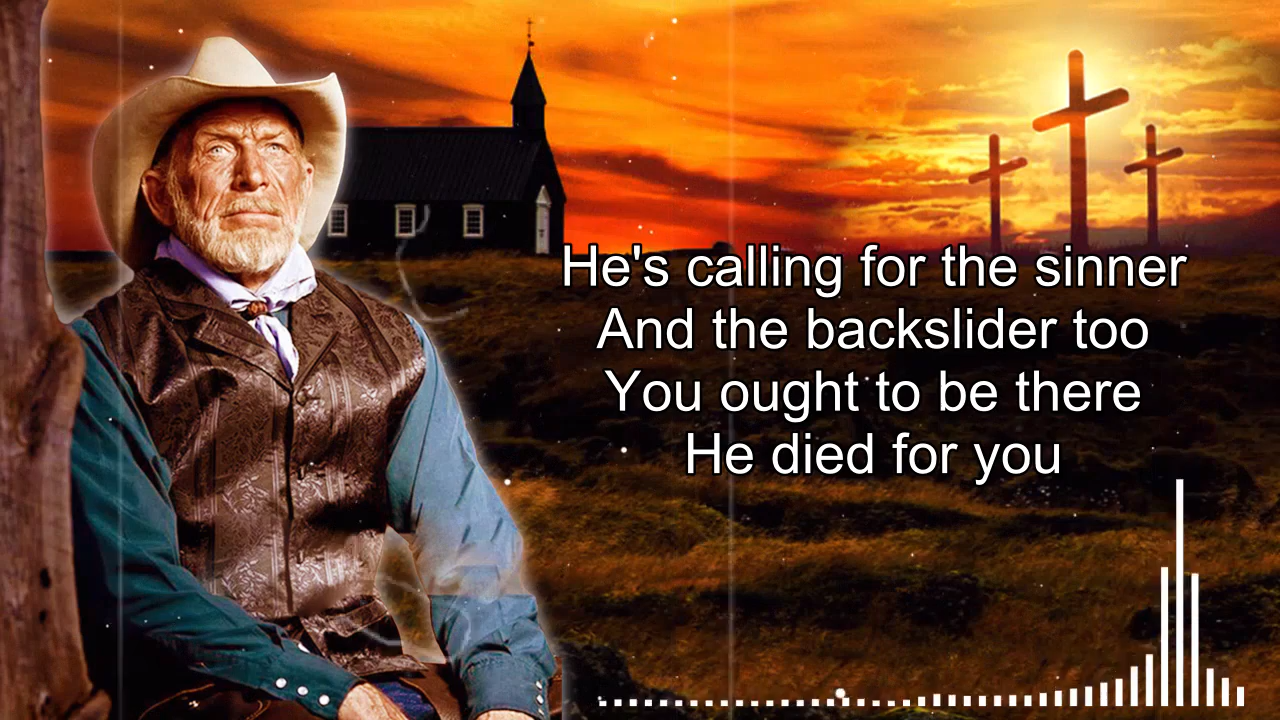 He's calling for the sinner
And the backslider too
You ought to be there
He died for you